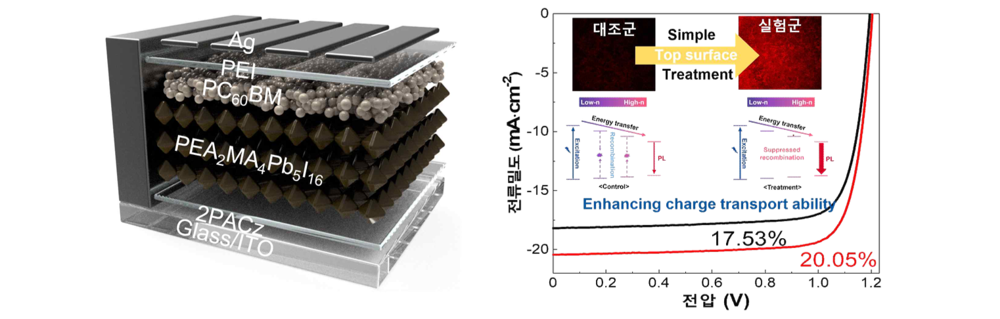 Ag
PEI
PC60BM
PEA2MA4Pb5I16
2PACz
Glass/ITO
전류밀도 (mA·cm-2)
0
-5
-10
-15
-20
대조군
Simple
Top surface
Treatment
실험군
Low-n High-n
Low-n High-n
Energy transfer
Excitation
Recombination
PL
<Control>
Energy transfer
Excitation
Suppressed
recombination
PL
<Treatment>
Enhancing charge transport ability
17.53%
20.05%
0 0.2 0.4 0.6 0.8 1.0 1.2
전압 (V)